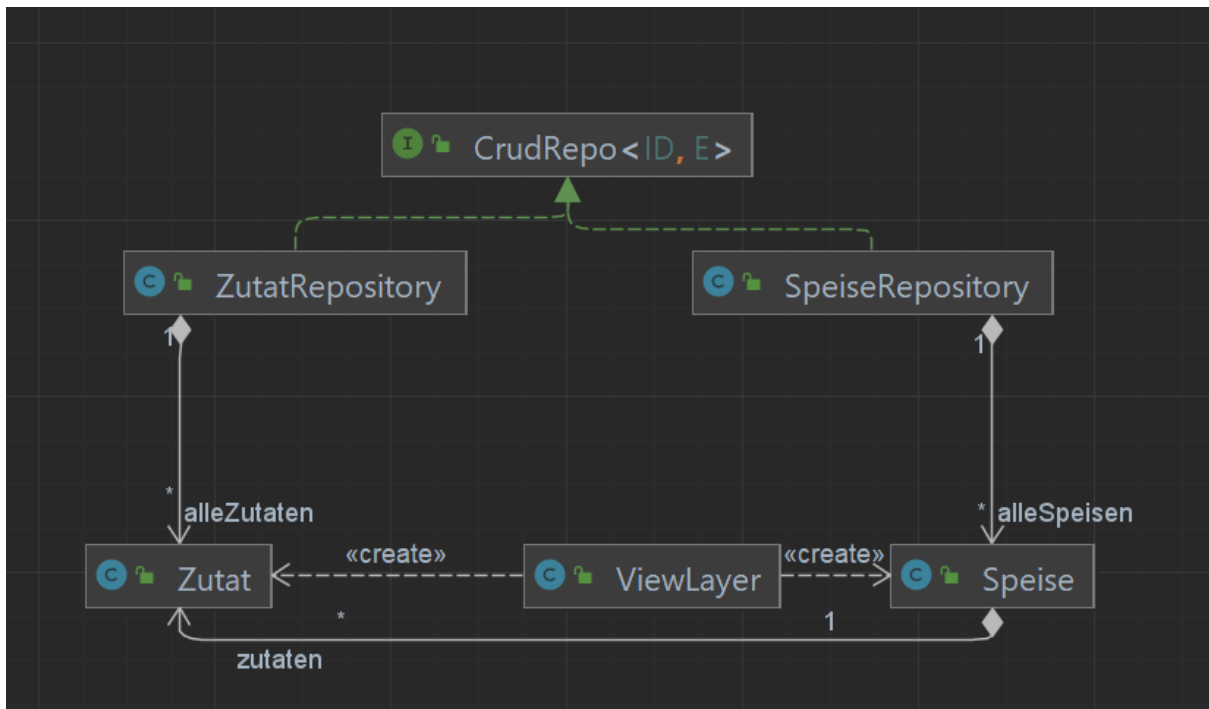 CrudRepo<ID, E>
ZutatRepository
SpeiseRepository
1
1
*
alleZutaten
*
alleSpeisen
«create»
«create»
Zutat
ViewLayer
Speise
*
1
zutaten